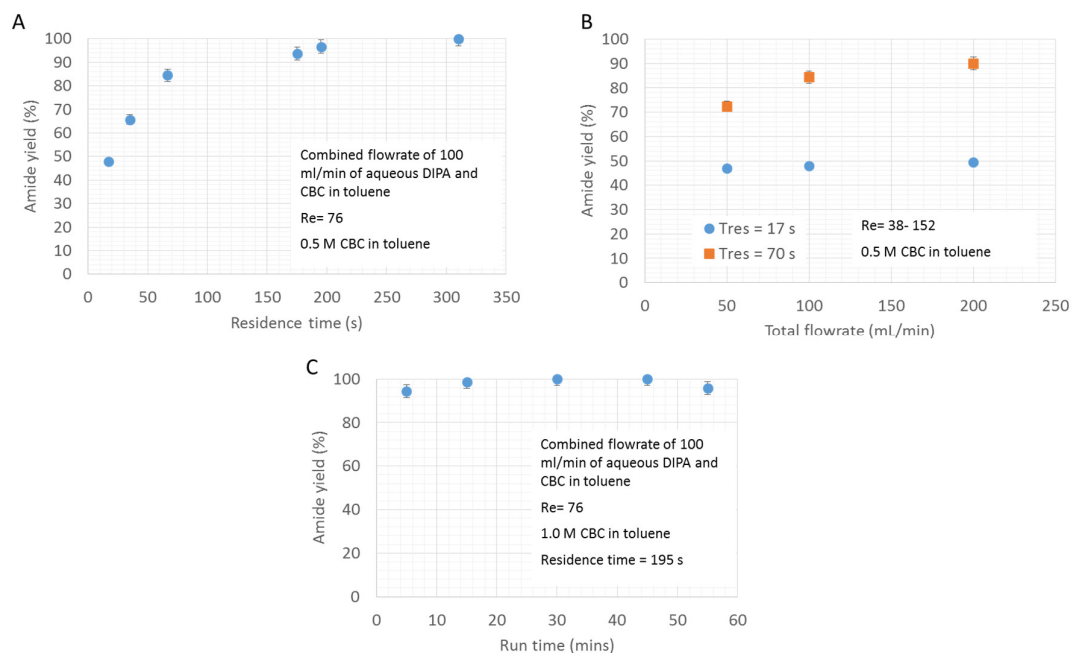 A
Amide yield (%)
100
90
80
70
60
50
40
30
20
10
0
Combined flowrate of 100
ml/min of aqueous DIPA and
CBC in toluene
Re= 76
0.5 M CBC in toluene
0 50 100 150 200 250 300 350
Residence time (s)
B
Amide yield (%)
100
90
80
70
60
50
40
30
20
10
0
Tres = 17 s
Tres = 70 s
Re= 38- 152
0.5 M CBC in toluene
0 50 100 150 200 250
Total flowrate (mL/min)
C
Amide yield (%)
100
80
60
40
20
0
Combined flowrate of 100
ml/min of aqueous DIPA and
CBC in toluene
Re= 76
1.0 M CBC in toluene
Residence time = 195 s
0 10 20 30 40 50 60
Run time (mins)